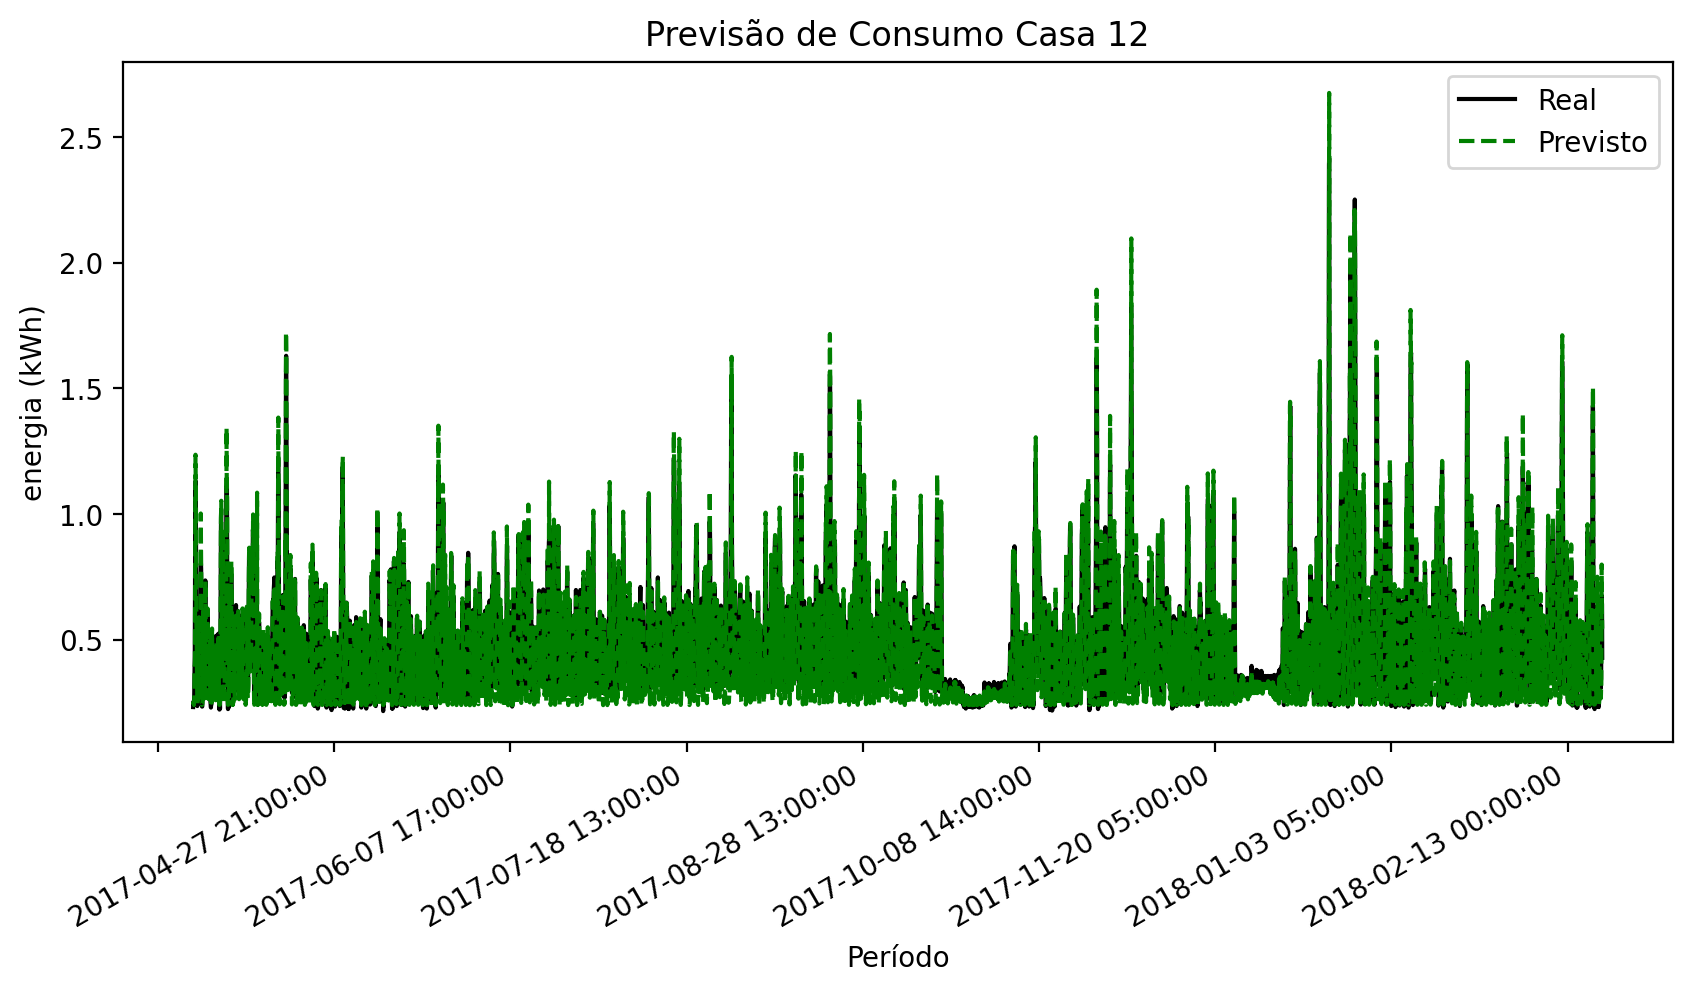 Previsão de Consumo Casa 12
Real
Previsto
energia (kWh)
2.5
2.0
1.5
1.0
0.5
2017-04-27 21:00:00
2017-06-07 17:00:00
2017-07-18 13:00:00
2017-08-28 13:00:00
2017-10-08 14:00:00
2017-11-20 05:00:00
2018-01-03 05:00:00
2018-02-13 00:00:00
Período